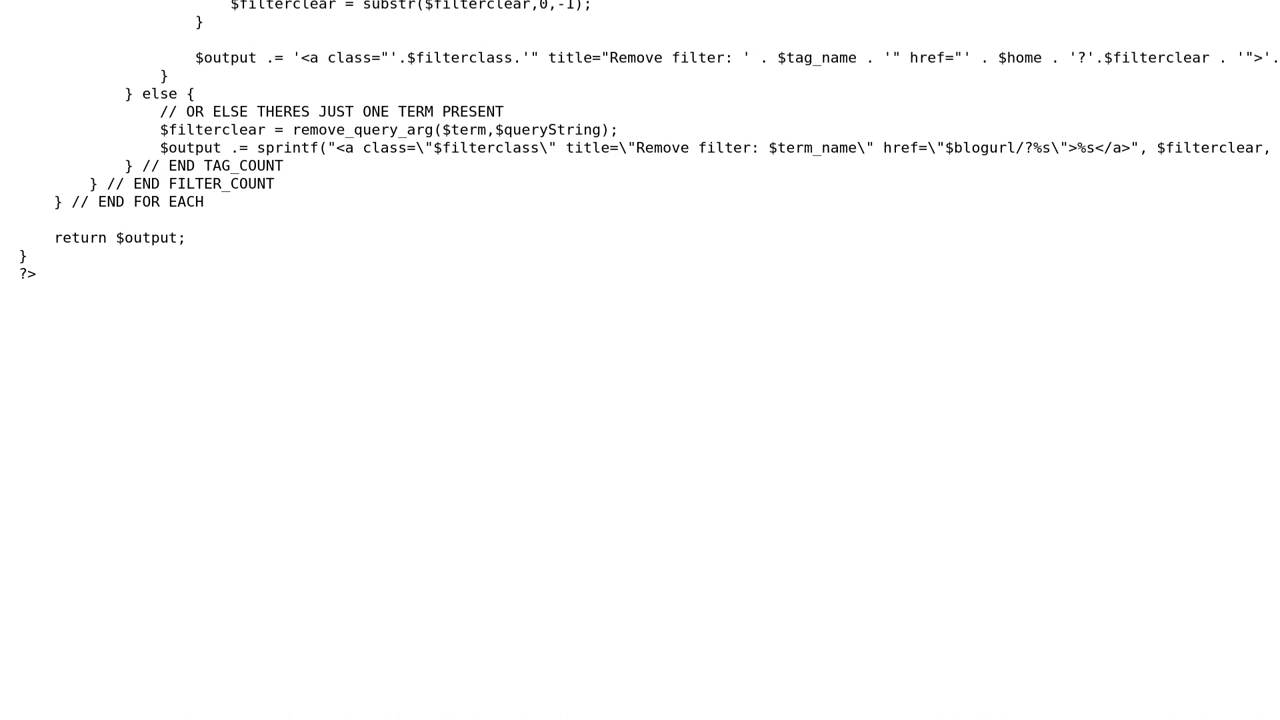 $filterclear = substr($filterclear,0,-1);
}
$output .= '<a class="'.$filterclass.'" title="Remove filter: ' . $tag_name . '" href="' . $home . '?'.$filterclear . '">'.
}
} else {
// OR ELSE THERES JUST ONE TERM PRESENT
$filterclear = remove_query_arg($term,$queryString);
$output .= sprintf("<a class=\"$filterclass\" title=\"Remove filter: $term_name\" href=\"$blogurl/?%s\">%s</a>", $filterclear,
} // END TAG_COUNT
} // END FILTER_COUNT
} // END FOR EACH
return $output;
}
?>